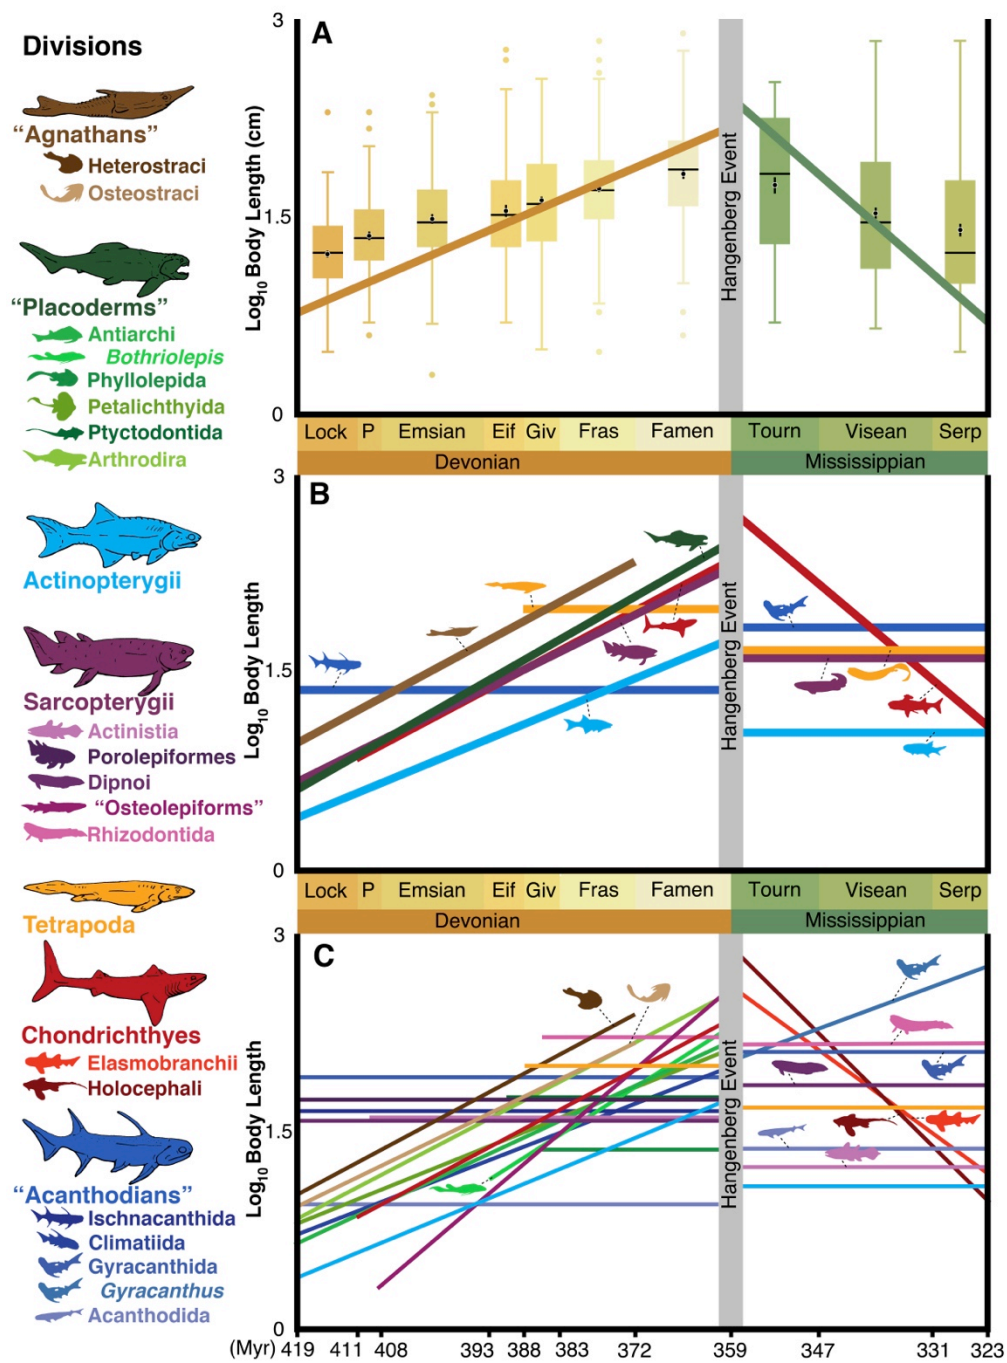 Divisions
"Agnathans"
Heterostraci
Osteostraci
"Placoderms"
Antiarchi
Bothriolepis
Phyllolepida
Petalichthyida
Ptyctodontida
Arthrodira
Actinopterygii
Sarcopterygii
Actinistia
Porolepiformes
Dipnoi
"Osteolepiforms"
Rhizodontida
Tetrapoda
Chondrichthyes
Elasmobranchii
Holocephali
"Acanthodians"
Ischnacanthida
Climatiida
Gyracanthida
Gyracanthus
Acanthodida
A
3
1.5
0
Log10 Body Length (cm)
Hangenberg Event
Lock P Emsian Eif Giv Fras Famen Tourn Visean Serp
Devonian Mississippian
B
3
1.5
0
Log10 Body Length
Hangenberg Event
Lock P Emsian Eif Giv Fras Famen Tourn Visean Serp
Devonian Mississippian
C
3
1.5
0
Log10 Body Length
Hangenberg Event
(Myr) 419 411 408 393 388 383 372 359 347 331 323